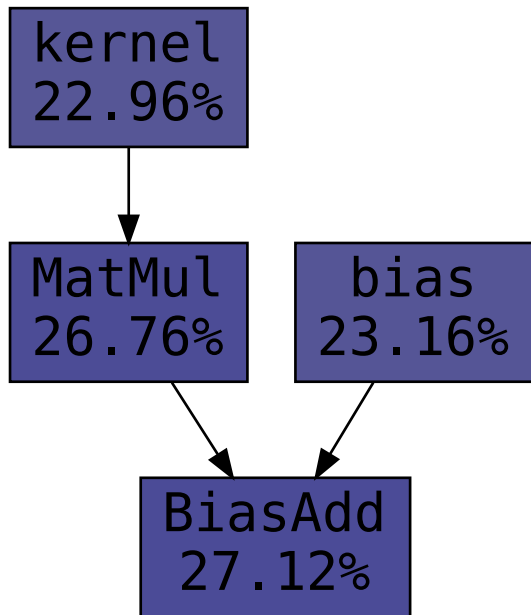 kernel
22.96%
MatMul
26.76%
bias
23.16%
BiasAdd
27.12%